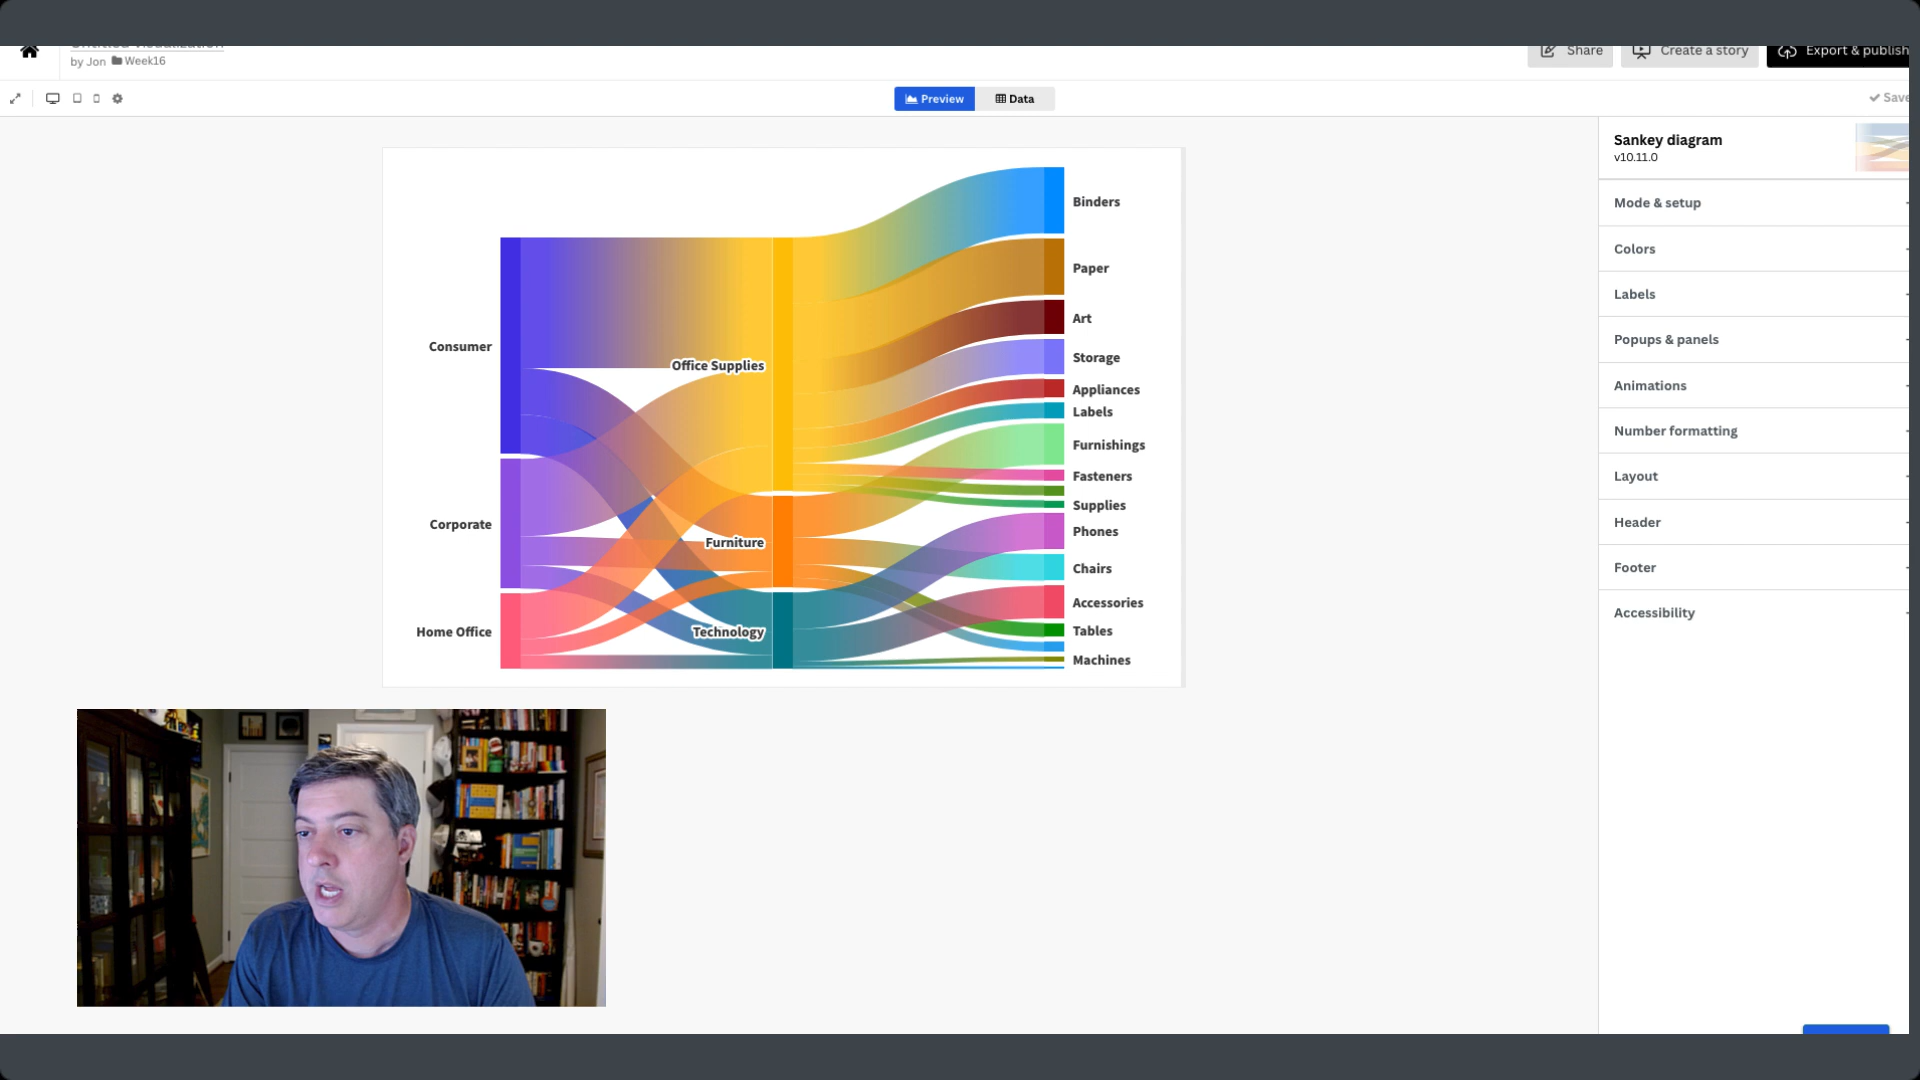 Untitled visualization
by Jon Week16
Share
Create a story
Export & publish
Preview
Data
Save
Sankey diagram
v10.11.0
Mode & setup
Colors
Labels
Popups & panels
Animations
Number formatting
Layout
Header
Footer
Accessibility
Consumer
Corporate
Home Office
Office Supplies
Furniture
Technology
Binders
Paper
Art
Storage
Appliances
Labels
Furnishings
Fasteners
Supplies
Phones
Chairs
Accessories
Tables
Machines